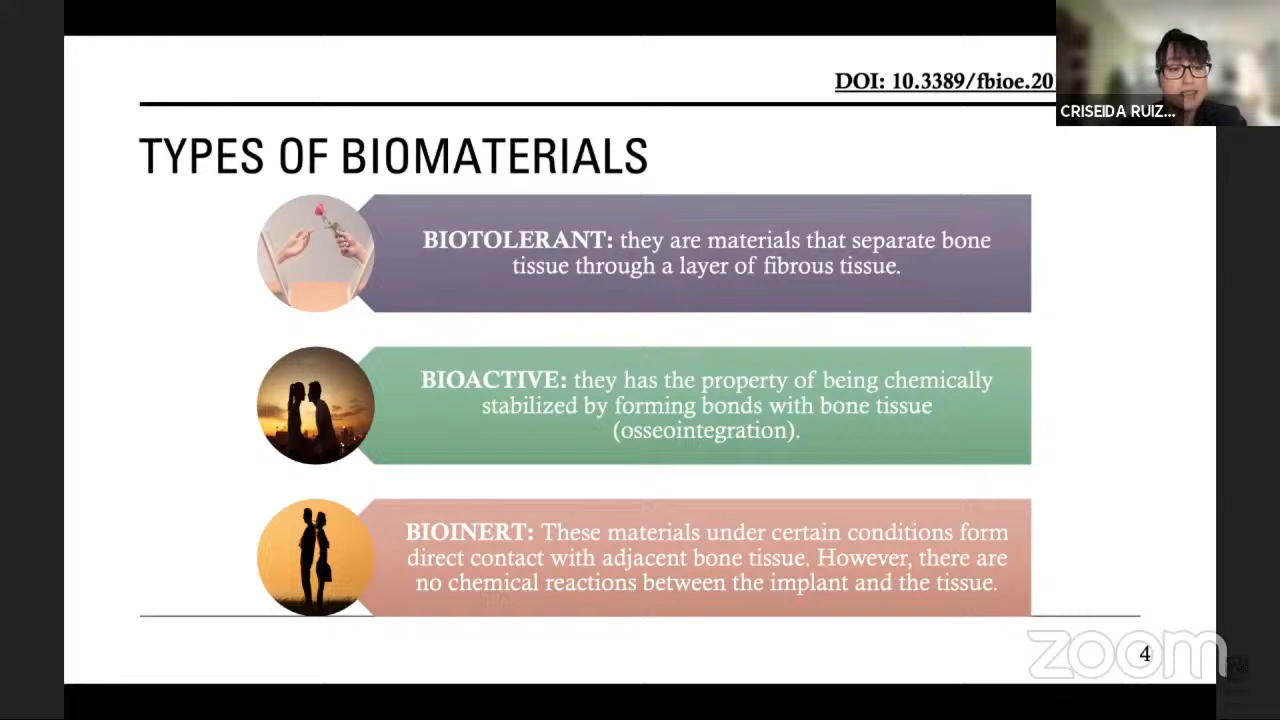 DOI: 10.3389/fbioe.20
CRISEIDA RUIZ...
TYPES OF BIOMATERIALS
BIOTOLERANT: they are materials that separate bone
tissue through a layer of fibrous tissue.
BIOACTIVE: they has the property of being chemically
stabilized by forming bonds with bone tissue
(osseointegration).
BIOINERT: These materials under certain conditions form
direct contact with adjacent bone tissue. However, there are
no chemical reactions between the implant and the tissue.
zoom
4